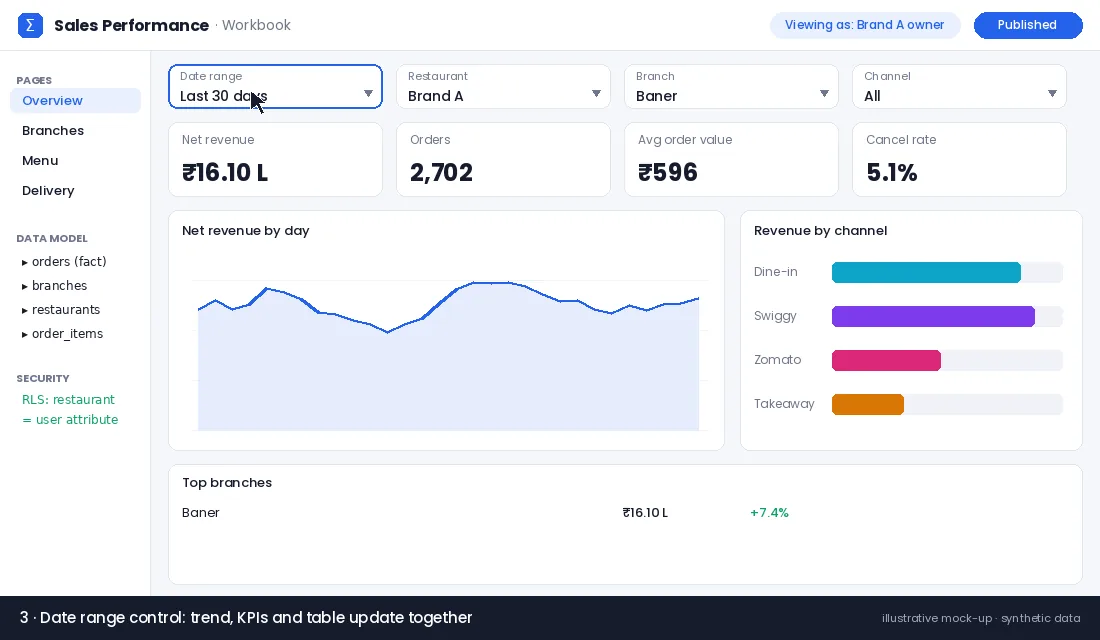 Σ Sales Performance · Workbook
Viewing as: Brand A owner
Published
PAGES
Overview
Branches
Menu
Delivery
DATA MODEL
▸ orders (fact)
▸ branches
▸ restaurants
▸ order_items
SECURITY
RLS: restaurant
= user attribute
Date range
Last 30 days
Restaurant
Brand A
Branch
Baner
Channel
All
Net revenue
₹16.10 L
Orders
2,702
Avg order value
₹596
Cancel rate
5.1%
Net revenue by day
Revenue by channel
Dine-in
Swiggy
Zomato
Takeaway
Top branches
Baner ₹16.10 L +7.4%
3 · Date range control: trend, KPIs and table update together
illustrative mock-up · synthetic data